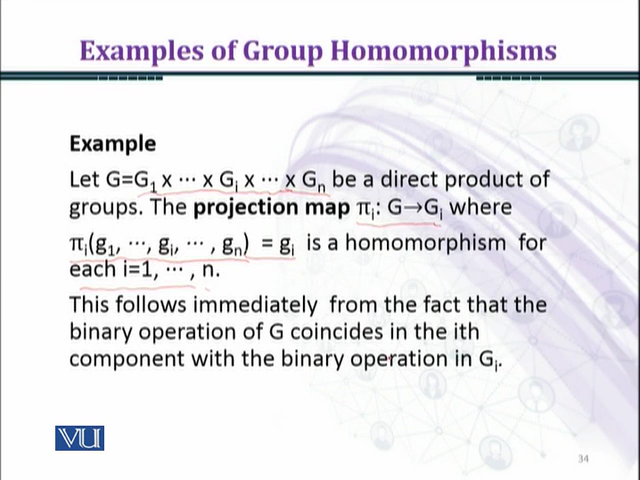 Examples of Group Homomorphisms
Example
Let G=G₁ x ⋯ x Gᵢ x ⋯ x Gₙ be a direct product of
groups. The projection map πᵢ: G→Gᵢ where
πᵢ(g₁, ⋯, gᵢ, ⋯ , gₙ) = gᵢ is a homomorphism for
each i=1, ⋯ , n.
This follows immediately from the fact that the
binary operation of G coincides in the ith
component with the binary operation in Gᵢ.
VU
34